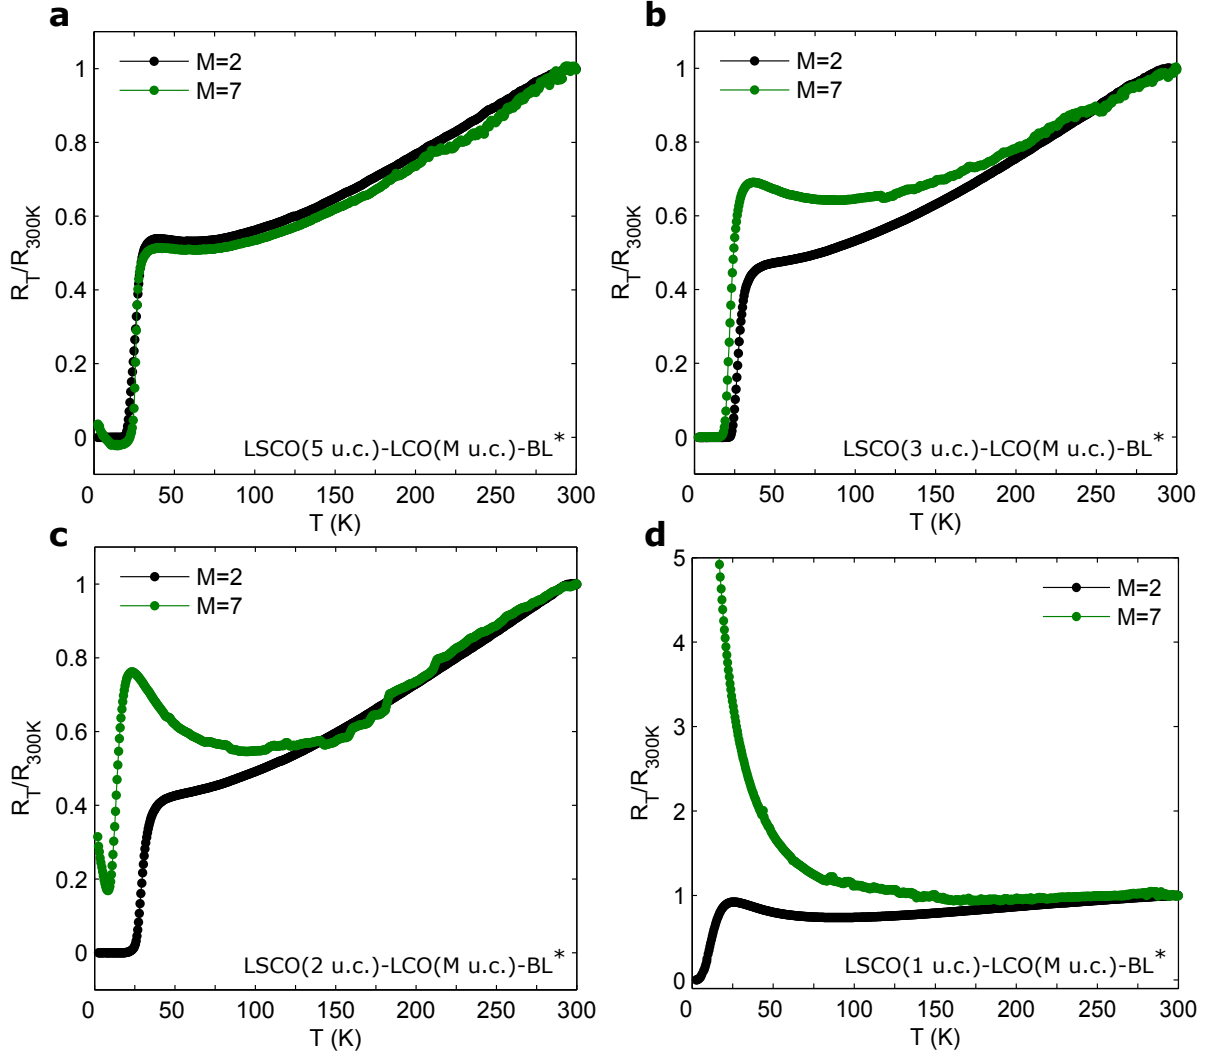 a
M=2
M=7
R_T/R_300K
1
0.8
0.6
0.4
0.2
0
LSCO(5 u.c.)-LCO(M u.c.)-BL*
0 50 100 150 200 250 300
T (K)
b
M=2
M=7
R_T/R_300K
1
0.8
0.6
0.4
0.2
0
LSCO(3 u.c.)-LCO(M u.c.)-BL*
0 50 100 150 200 250 300
T (K)
c
M=2
M=7
R_T/R_300K
1
0.8
0.6
0.4
0.2
0
LSCO(2 u.c.)-LCO(M u.c.)-BL*
0 50 100 150 200 250 300
T (K)
d
M=2
M=7
R_T/R_300K
5
4
3
2
1
0
LSCO(1 u.c.)-LCO(M u.c.)-BL*
0 50 100 150 200 250 300
T (K)